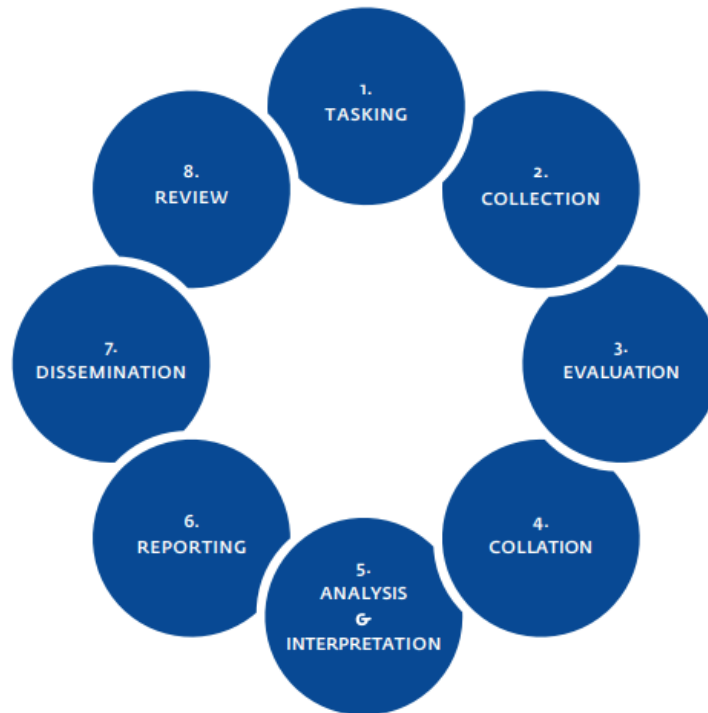 1.
TASKING
2.
COLLECTION
3.
EVALUATION
4.
COLLATION
5.
ANALYSIS
&
INTERPRETATION
6.
REPORTING
7.
DISSEMINATION
8.
REVIEW